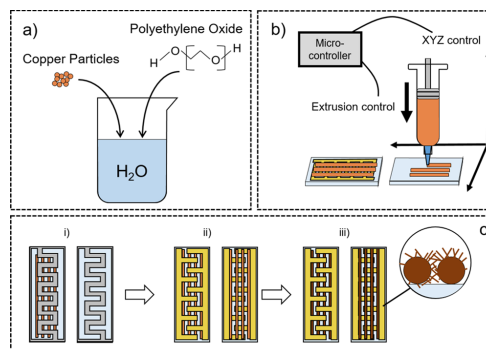 a)
Polyethylene Oxide
Copper Particles
H
O
O
H
H₂O
b)
XYZ control
Micro-
controller
Extrusion control
c
i)
ii)
iii)